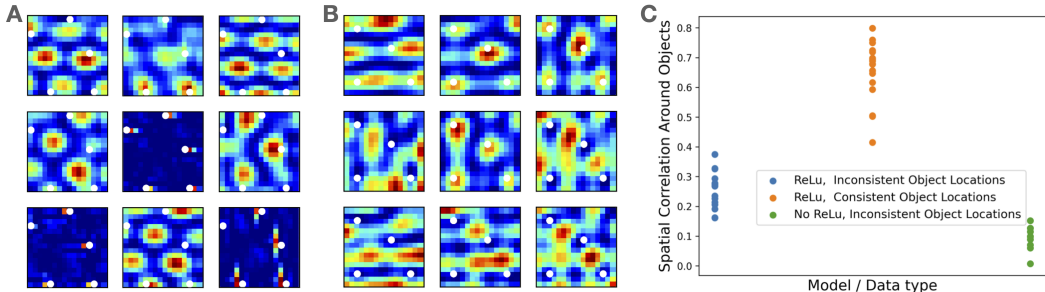 A
B
C
Spatial Correlation Around Objects
0.8
0.7
0.6
0.5
0.4
0.3
0.2
0.1
0.0
ReLu, Inconsistent Object Locations
ReLu, Consistent Object Locations
No ReLu, Inconsistent Object Locations
Model / Data type